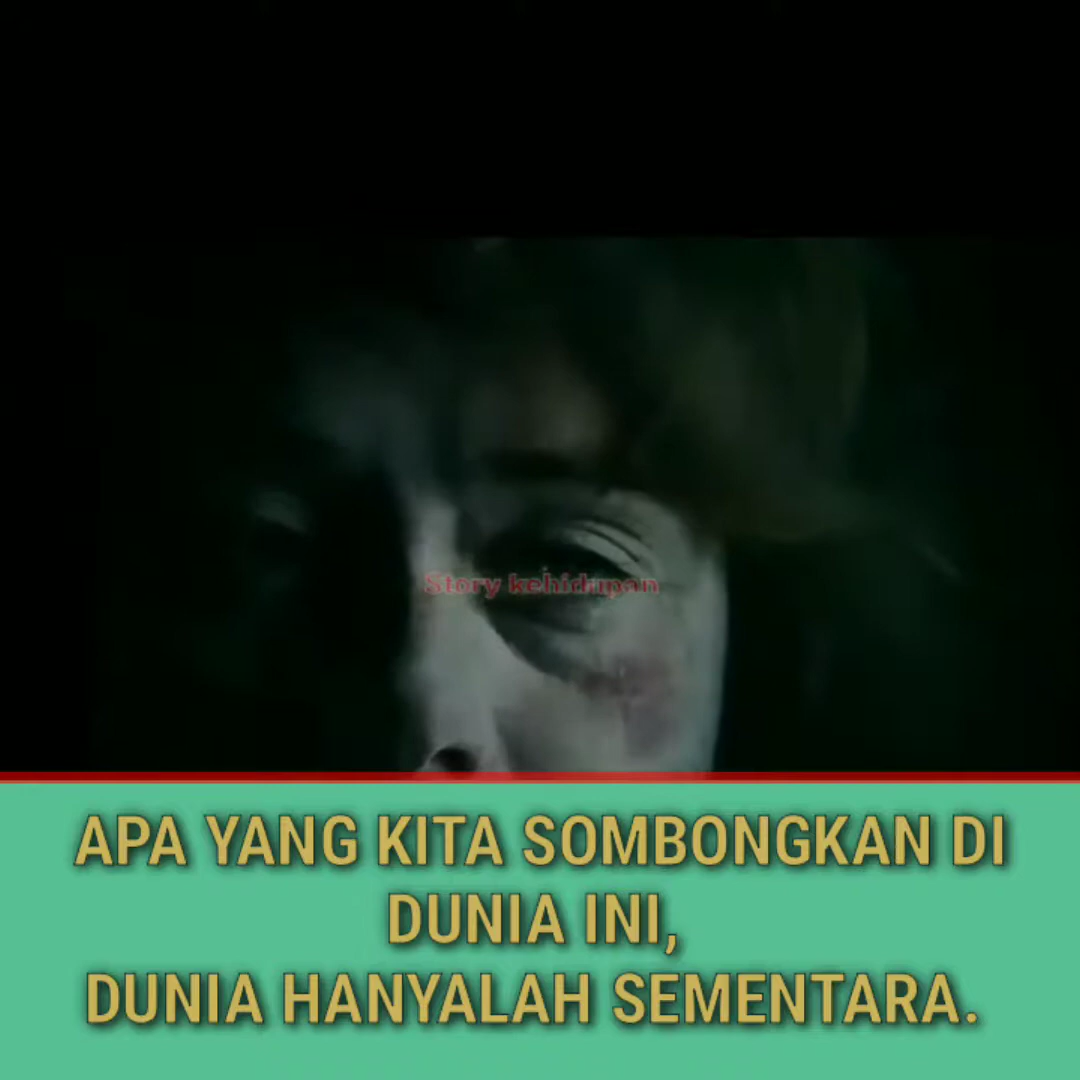 Story kehidupan
APA YANG KITA SOMBONGKAN DI
DUNIA INI,
DUNIA HANYALAH SEMENTARA.